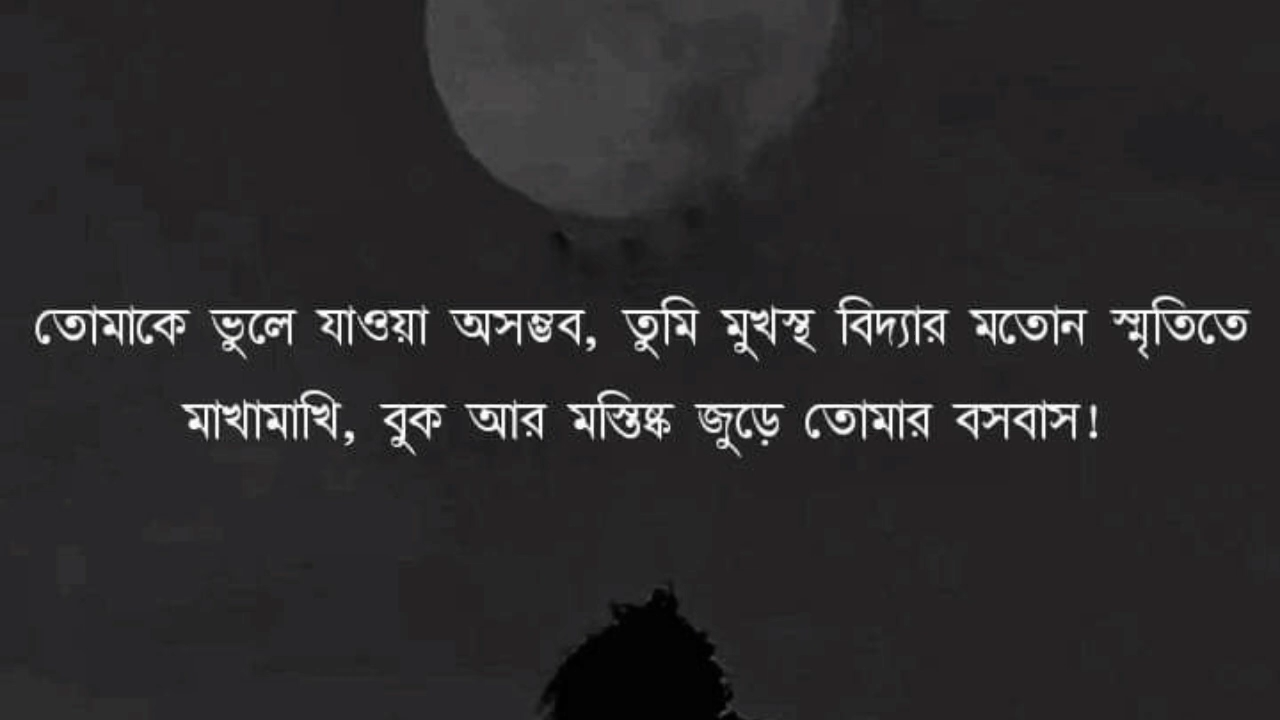 তোমাকে ভুলে যাওয়া অসম্ভব, তুমি মুখস্থ বিদ্যার মতোন স্মৃতিতে
মাখামাখি, বুক আর মস্তিষ্ক জুড়ে তোমার বসবাস!